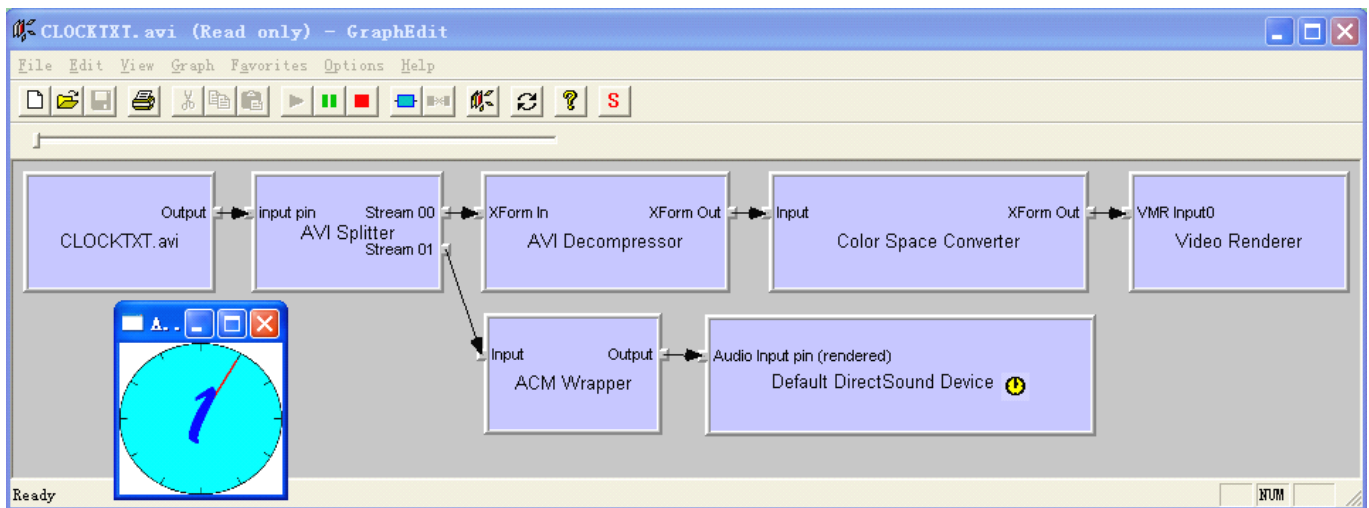 CLOCKTXT.avi (Read only) - GraphEdit
File Edit View Graph Favorites Options Help
S
Output
CLOCKTXT.avi
input pin
Stream 00
AVI Splitter
Stream 01
XForm In
XForm Out
AVI Decompressor
Input
XForm Out
Color Space Converter
VMR Input0
Video Renderer
A..
1
Input
Output
ACM Wrapper
Audio Input pin (rendered)
Default DirectSound Device
Ready
NUM